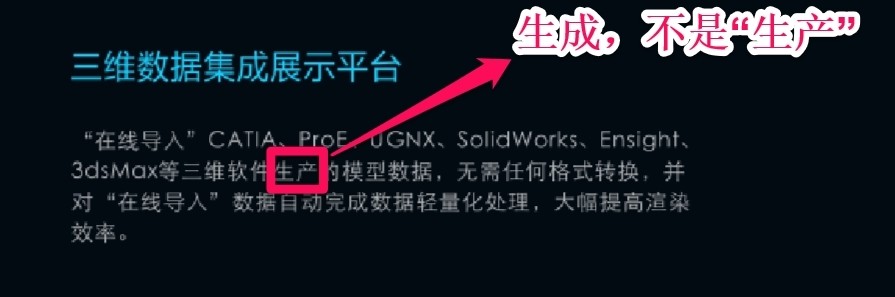 生成，不是“生产”
三维数据集成展示平台
“在线导入”CATIA、ProE、UGNX、SolidWorks、Ensight、
3dsMax等三维软件生产的模型数据，无需任何格式转换，并
对“在线导入”数据自动完成数据轻量化处理，大幅提高渲染
效率。